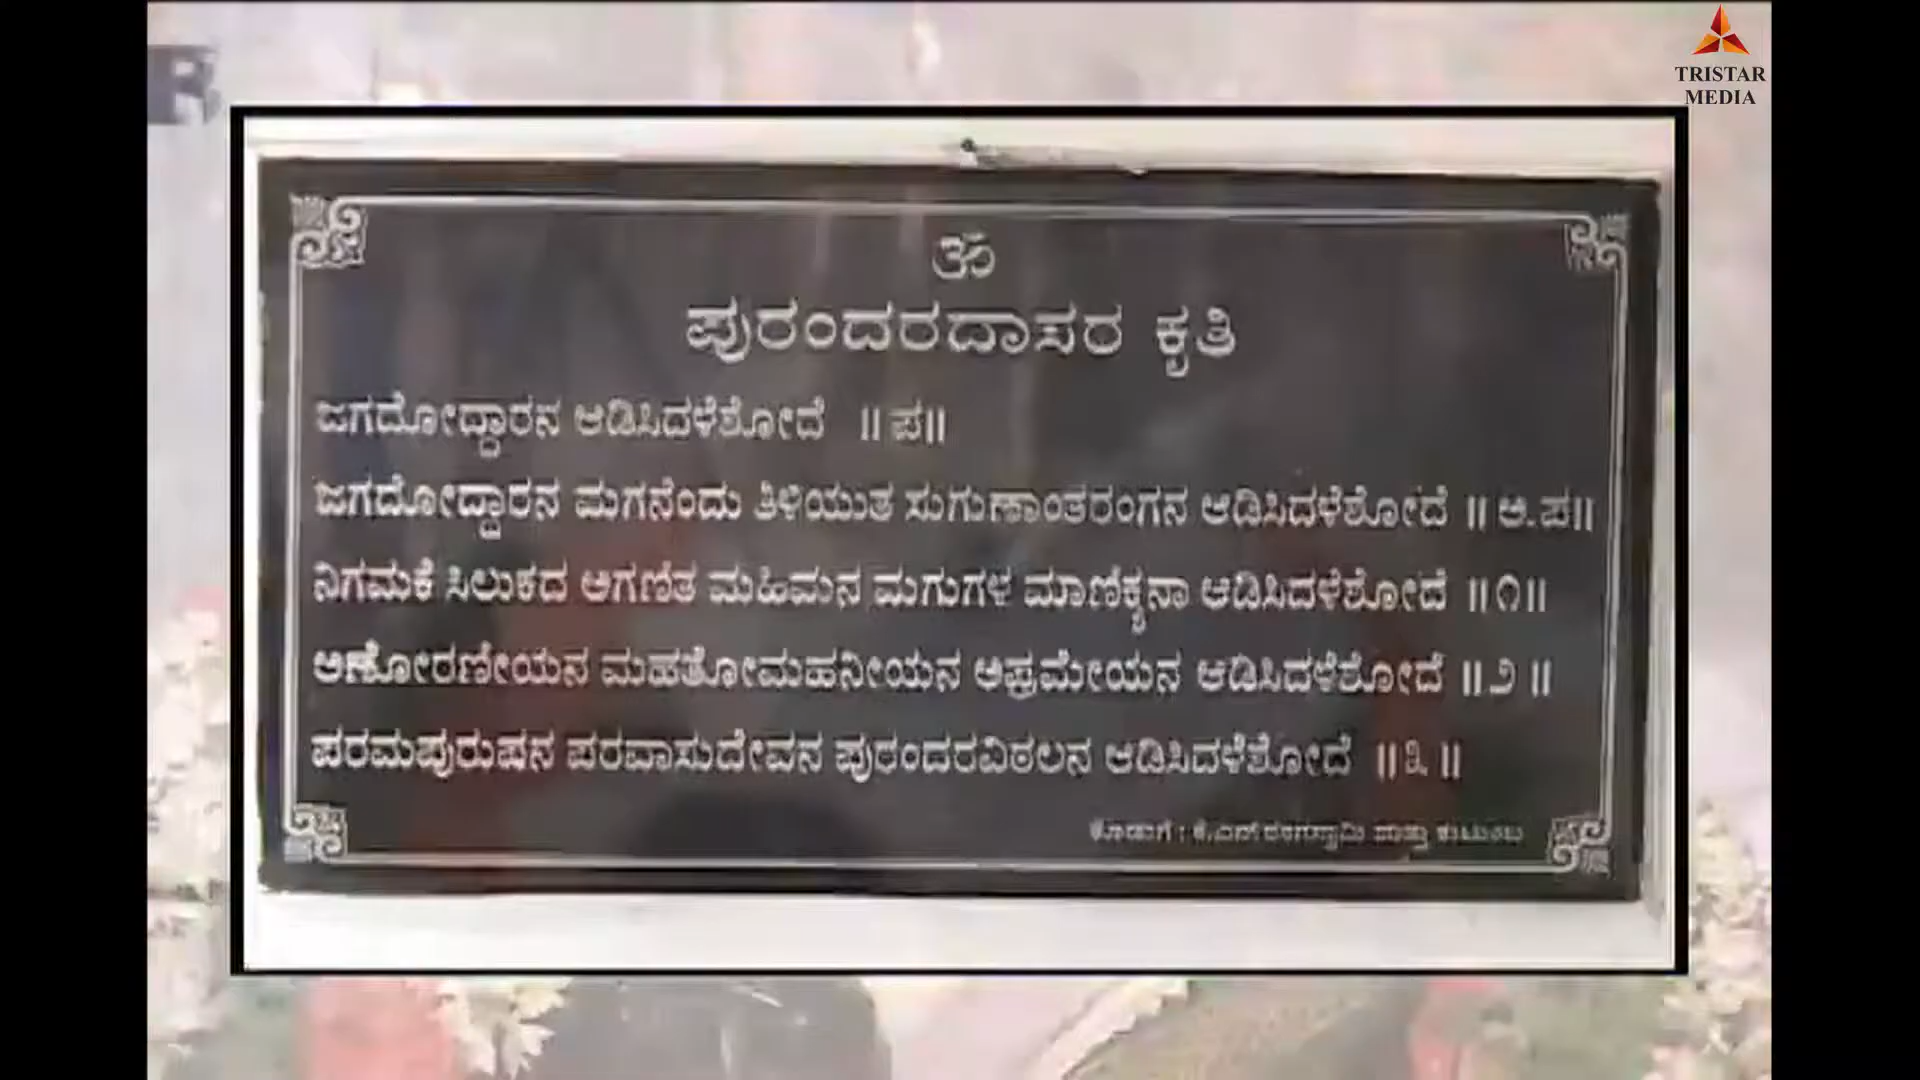 TRISTAR
MEDIA
ಓಂ
ಪುರಂದರದಾಸರ ಕೃತಿ
ಜಗದೋದ್ಧಾರನ ಆಡಿಸಿದಳೆಶೋದೆ ॥ ಪ॥
ಜಗದೋದ್ಧಾರನ ಮಗನೆಂದು ತಿಳಿಯುತ ಸುಗುಣಾಂತರಂಗನ ಆಡಿಸಿದಳೆಶೋದೆ ॥ ಅ.ಪ॥
ನಿಗಮಕೆ ಸಿಲುಕದ ಅಗಣಿತ ಮಹಿಮನ ಮಗುಗಳ ಮಾಣಿಕ್ಯನಾ ಆಡಿಸಿದಳೆಶೋದೆ ॥೧॥
ಅಣೋರಣೀಯನ ಮಹತೋಮಹನೀಯನ ಅಪ್ರಮೇಯನ ಆಡಿಸಿದಳೆಶೋದೆ ॥೨ ॥
ಪರಮಪುರುಷನ ಪರವಾಸುದೇವನ ಪುರಂದರವಿಠಲನ ಆಡಿಸಿದಳೆಶೋದೆ ॥೩ ॥
ಕೊಡುಗೆ : ಕೆ.ಎನ್ ಮತ್ತು ಕುಟುಂಬ